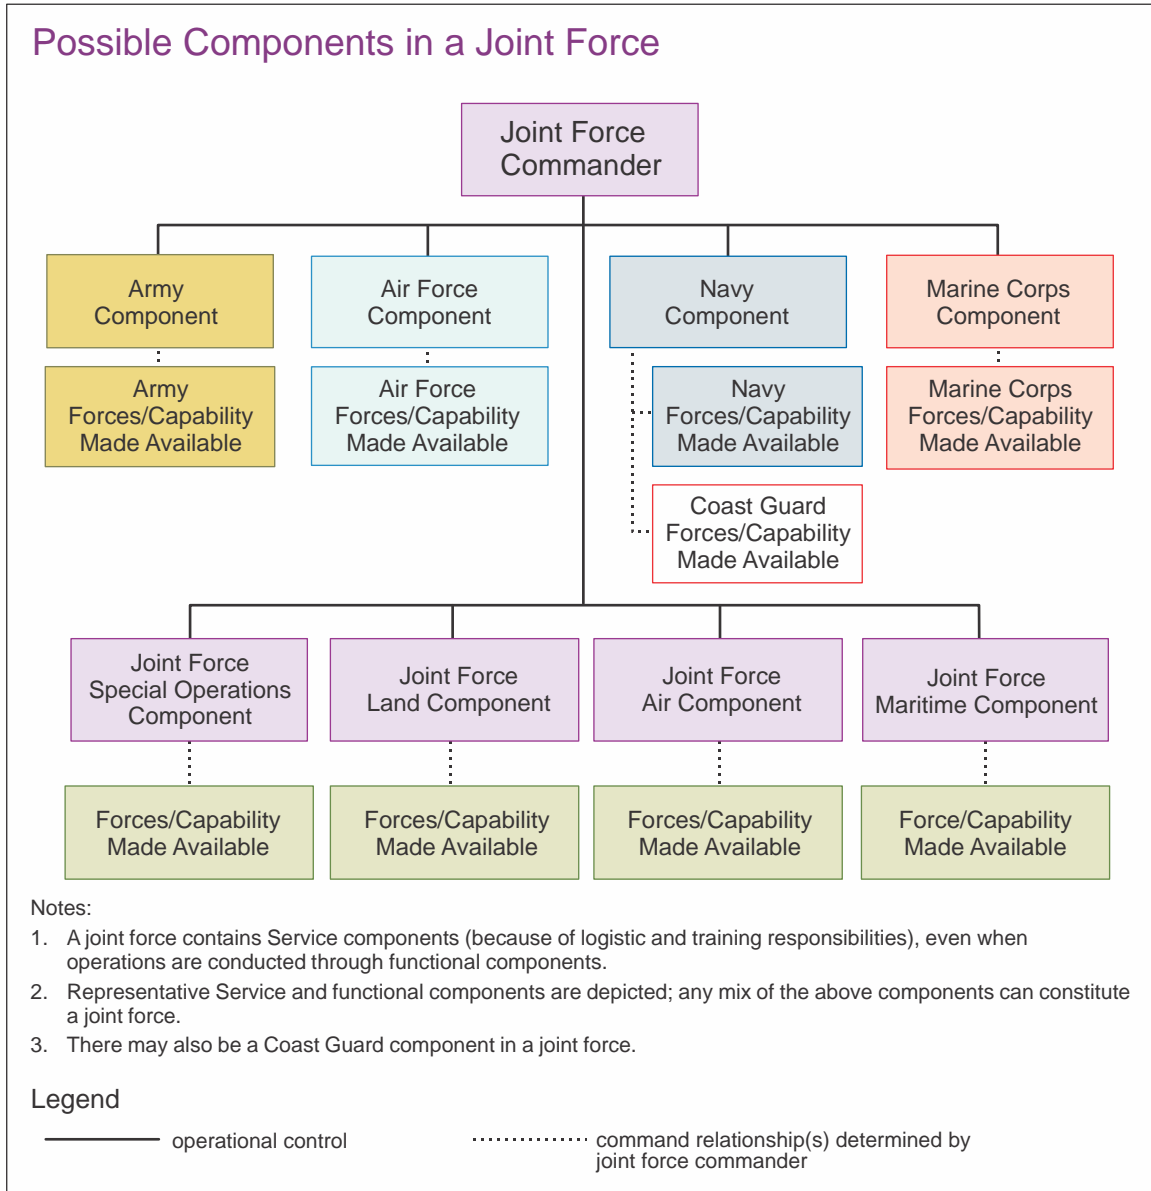 Possible Components in a Joint Force
Joint Force
Commander
Army
Component
Air Force
Component
Navy
Component
Marine Corps
Component
Army
Forces/Capability
Made Available
Air Force
Forces/Capability
Made Available
Navy
Forces/Capability
Made Available
Marine Corps
Forces/Capability
Made Available
Coast Guard
Forces/Capability
Made Available
Joint Force
Special Operations
Component
Joint Force
Land Component
Joint Force
Air Component
Joint Force
Maritime Component
Forces/Capability
Made Available
Forces/Capability
Made Available
Forces/Capability
Made Available
Force/Capability
Made Available
Notes:
1. A joint force contains Service components (because of logistic and training responsibilities), even when
operations are conducted through functional components.
2. Representative Service and functional components are depicted; any mix of the above components can constitute
a joint force.
3. There may also be a Coast Guard component in a joint force.
Legend
operational control
command relationship(s) determined by
joint force commander